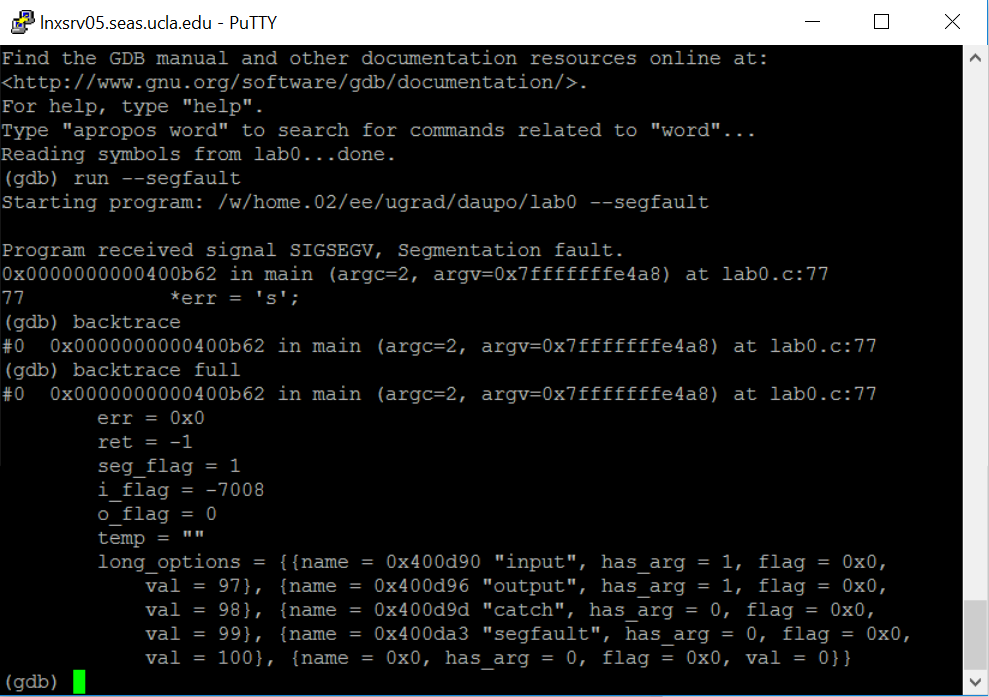 lnxsrv05.seas.ucla.edu - PuTTY
Find the GDB manual and other documentation resources online at:
<http://www.gnu.org/software/gdb/documentation/>.
For help, type "help".
Type "apropos word" to search for commands related to "word"...
Reading symbols from lab0...done.
(gdb) run --segfault
Starting program: /w/home.02/ee/ugrad/daupo/lab0 --segfault
Program received signal SIGSEGV, Segmentation fault.
0x0000000000400b62 in main (argc=2, argv=0x7fffffffe4a8) at lab0.c:77
77            *err = 's';
(gdb) backtrace
#0  0x0000000000400b62 in main (argc=2, argv=0x7fffffffe4a8) at lab0.c:77
(gdb) backtrace full
#0  0x0000000000400b62 in main (argc=2, argv=0x7fffffffe4a8) at lab0.c:77
        err = 0x0
        ret = -1
        seg_flag = 1
        i_flag = -7008
        o_flag = 0
        temp = ""
        long_options = {{name = 0x400d90 "input", has_arg = 1, flag = 0x0,
            val = 97}, {name = 0x400d96 "output", has_arg = 1, flag = 0x0,
            val = 98}, {name = 0x400d9d "catch", has_arg = 0, flag = 0x0,
            val = 99}, {name = 0x400da3 "segfault", has_arg = 0, flag = 0x0,
            val = 100}, {name = 0x0, has_arg = 0, flag = 0x0, val = 0}}
(gdb)